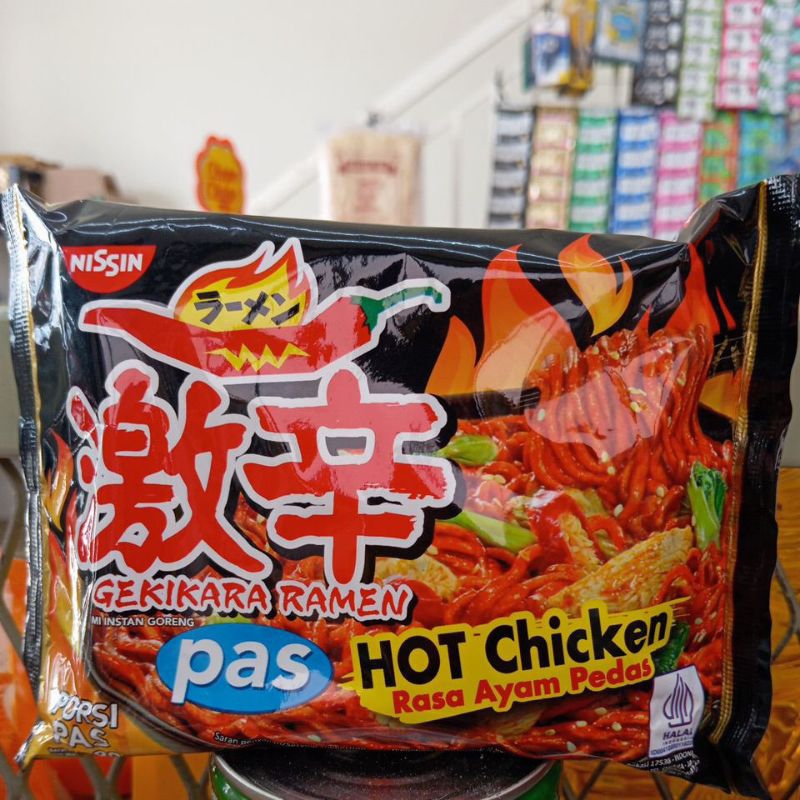 NISSIN
ラーメン
激辛
GEKIKARA RAMEN
MI INSTAN GORENG
pas
HOT Chicken
Rasa Ayam Pedas
PORSI
PAS
HALAL
INDONESIA